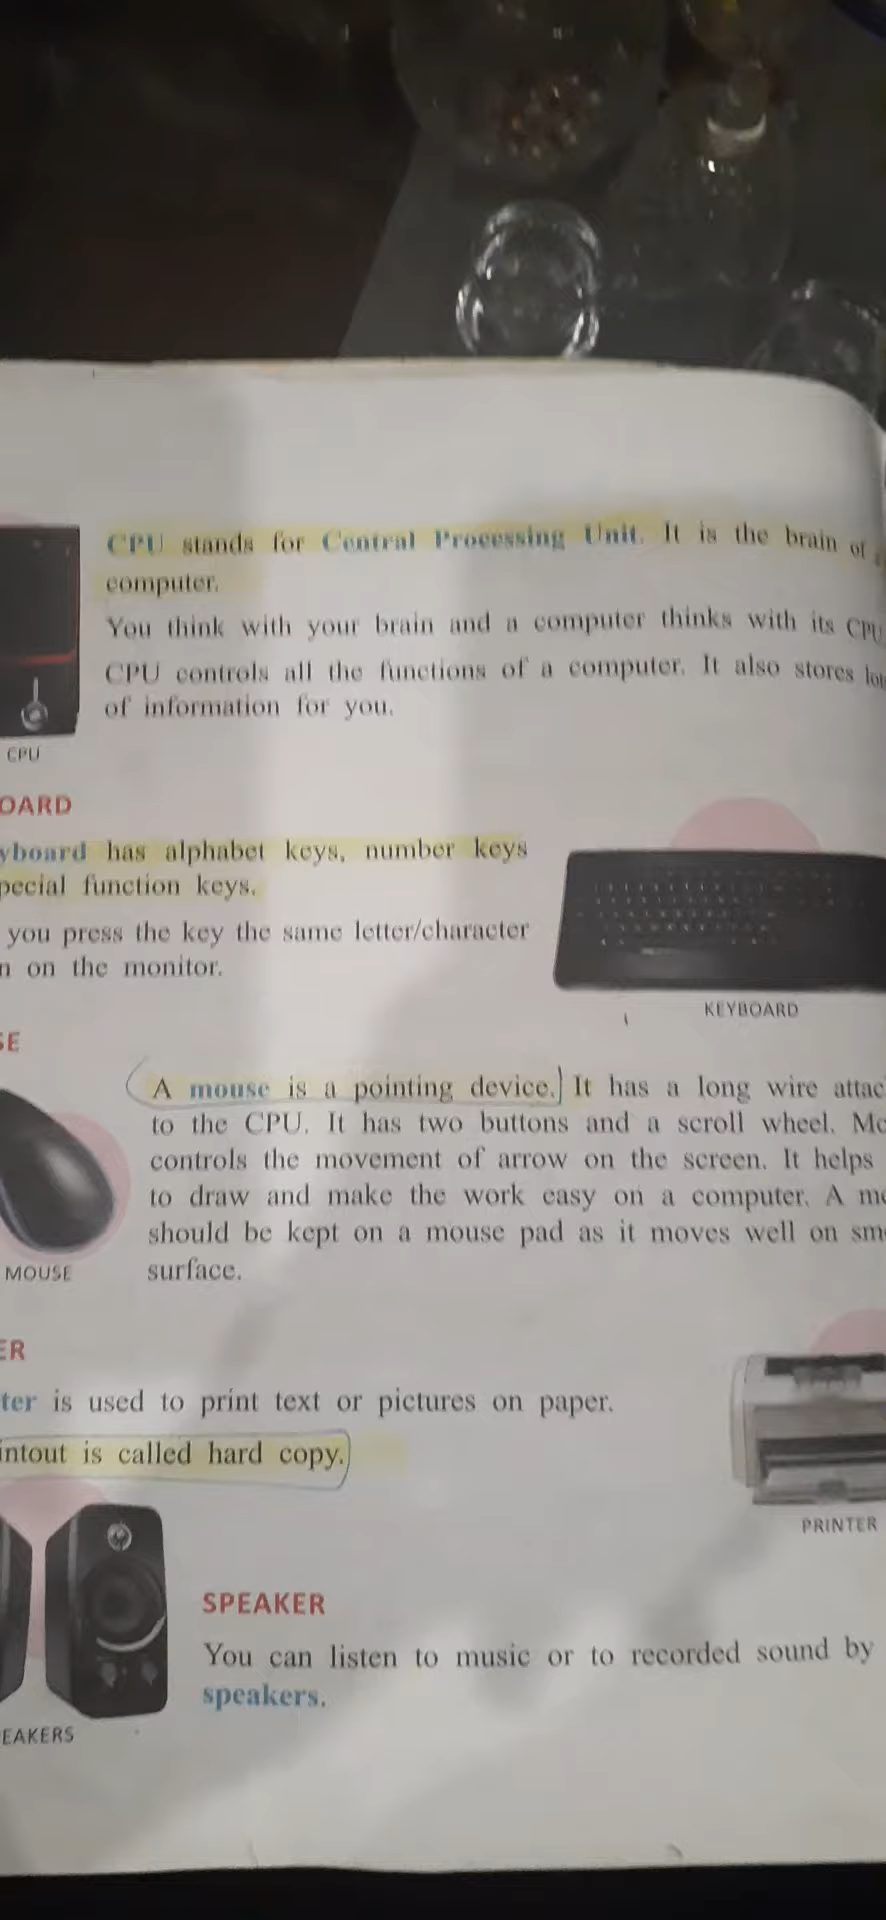 CPU stands for Central Processing Unit. It is the brain of
computer.
You think with your brain and a computer thinks with its CPU
CPU controls all the functions of a computer. It also stores
of information for you.
CPU
OARD
yboard has alphabet keys, number keys
pecial function keys.
you press the key the same letter/character
n on the monitor.
KEYBOARD
SE
A mouse is a pointing device. It has a long wire attac
to the CPU. It has two buttons and a scroll wheel. Mo
controls the movement of arrow on the screen. It helps
to draw and make the work easy on a computer. A mo
should be kept on a mouse pad as it moves well on smo
surface.
MOUSE
ER
ter is used to print text or pictures on paper.
intout is called hard copy.
PRINTER
SPEAKER
You can listen to music or to recorded sound by
speakers.
EAKERS